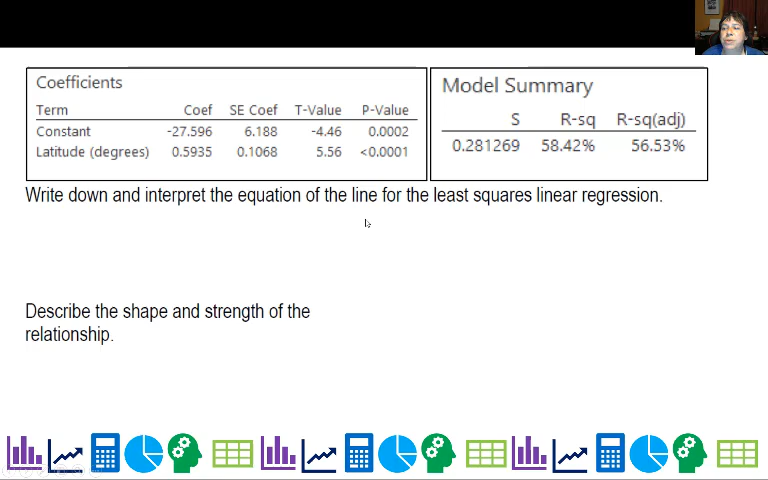 Coefficients
Term Coef SE Coef T-Value P-Value
Constant -27.596 6.188 -4.46 0.0002
Latitude (degrees) 0.5935 0.1068 5.56 <0.0001
Model Summary
S R-sq R-sq(adj)
0.281269 58.42% 56.53%
Write down and interpret the equation of the line for the least squares linear regression.
Describe the shape and strength of the
relationship.